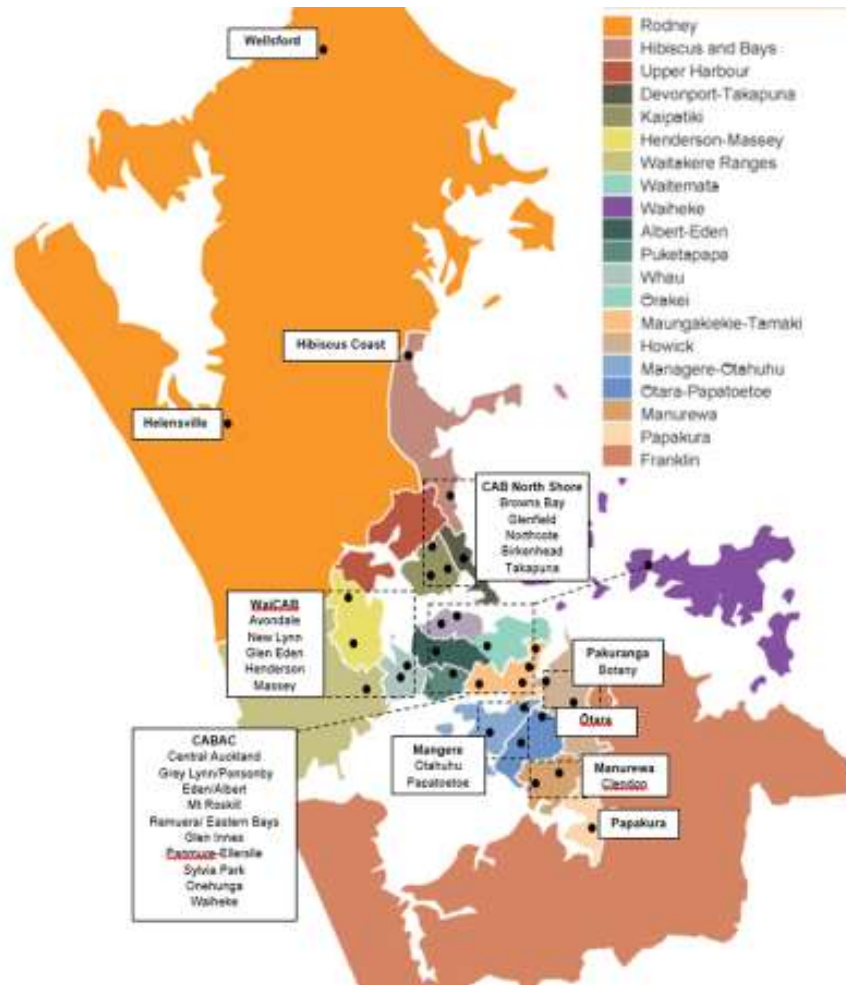 Wellsford
Rodney
Hibiscus and Bays
Upper Harbour
Devonport-Takapuna
Kaipatiki
Henderson-Massey
Waitakere Ranges
Waitemata
Waiheke
Albert-Eden
Puketapapa
Whau
Orakei
Maungakiekie-Tamaki
Howick
Managere-Otahuhu
Otara-Papatoetoe
Manurewa
Papakura
Franklin
Hibiscus Coast
Helensville
CAB North Shore
Browns Bay
Glenfield
Northcote
Birkenhead
Takapuna
WaiCAB
Avondale
New Lynn
Glen Eden
Henderson
Massey
Pakuranga
Botany
Otara
Mangere
Otahuhu
Papatoetoe
Manurewa
Clendon
Papakura
CABAC
Central Auckland
Grey Lynn/Ponsonby
Eden/Albert
Mt Roskill
Remuera/ Eastern Bays
Glen Innes
Panmure-Ellerslie
Sylvia Park
Onehunga
Waiheke